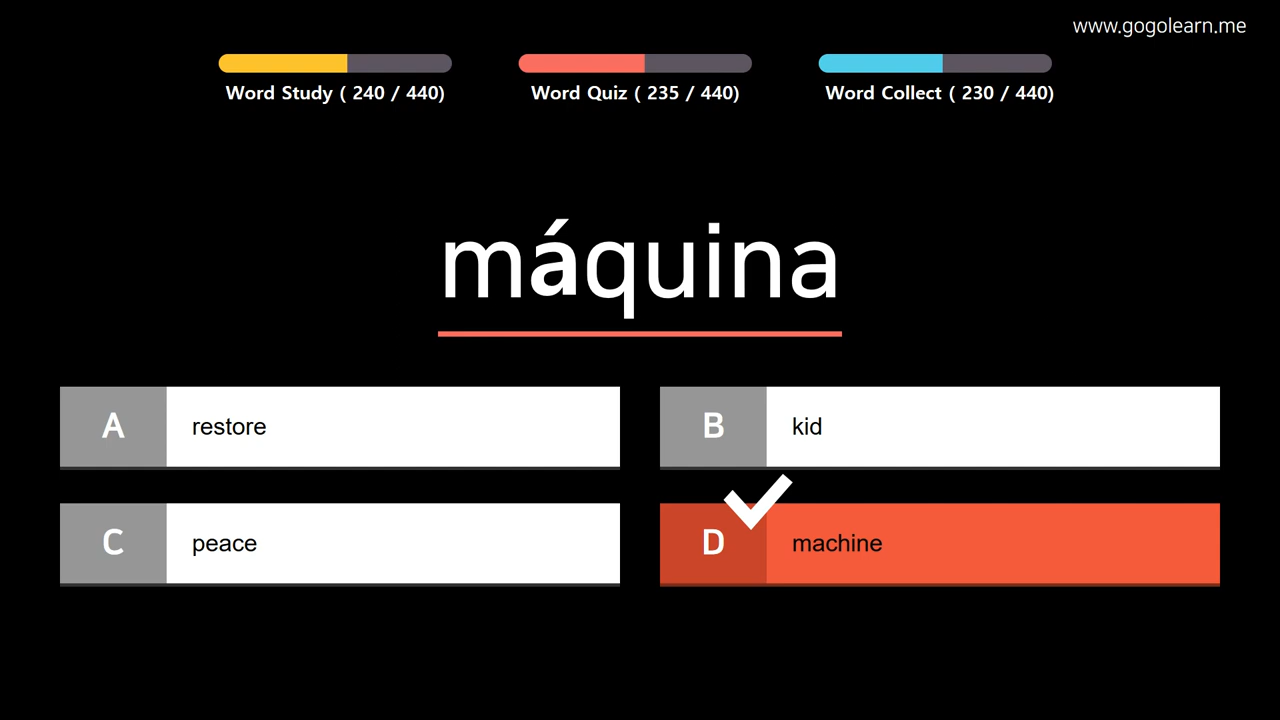 www.gogolearn.me
Word Study ( 240 / 440)
Word Quiz ( 235 / 440)
Word Collect ( 230 / 440)
máquina
A restore
B kid
C peace
D machine